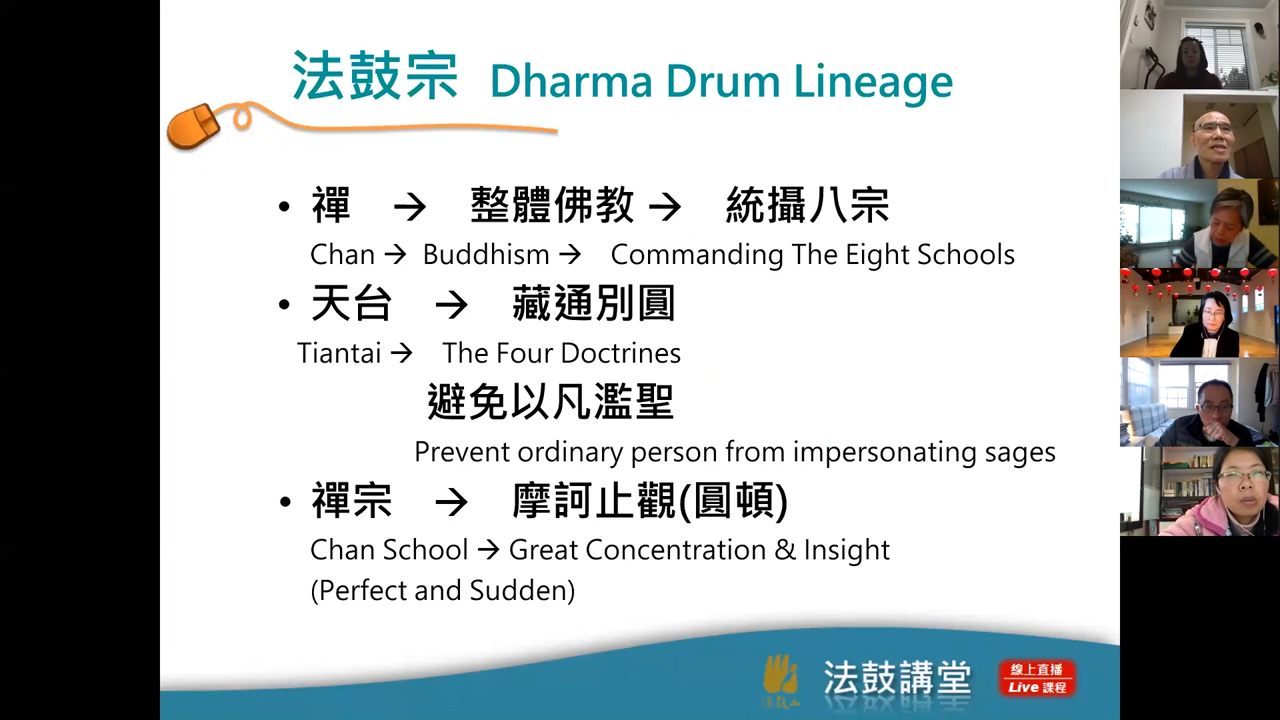 法鼓宗 Dharma Drum Lineage
• 禪 → 整體佛教 → 統攝八宗
Chan → Buddhism → Commanding The Eight Schools
• 天台 → 藏通別圓
Tiantai → The Four Doctrines
避免以凡濫聖
Prevent ordinary person from impersonating sages
• 禪宗 → 摩訶止觀(圓頓)
Chan School → Great Concentration & Insight
(Perfect and Sudden)
法鼓山
法鼓講堂
線上直播
Live 課程